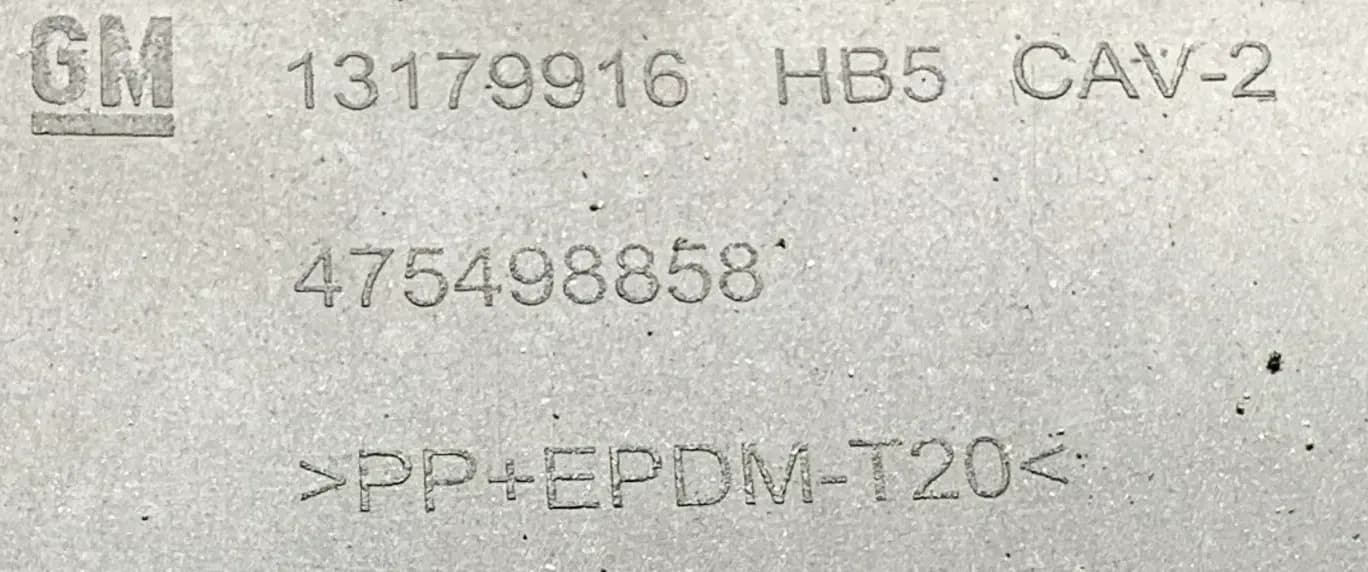 GM 13179916 HB5 CAV-2
475498858
>PP+EPDM-T20<